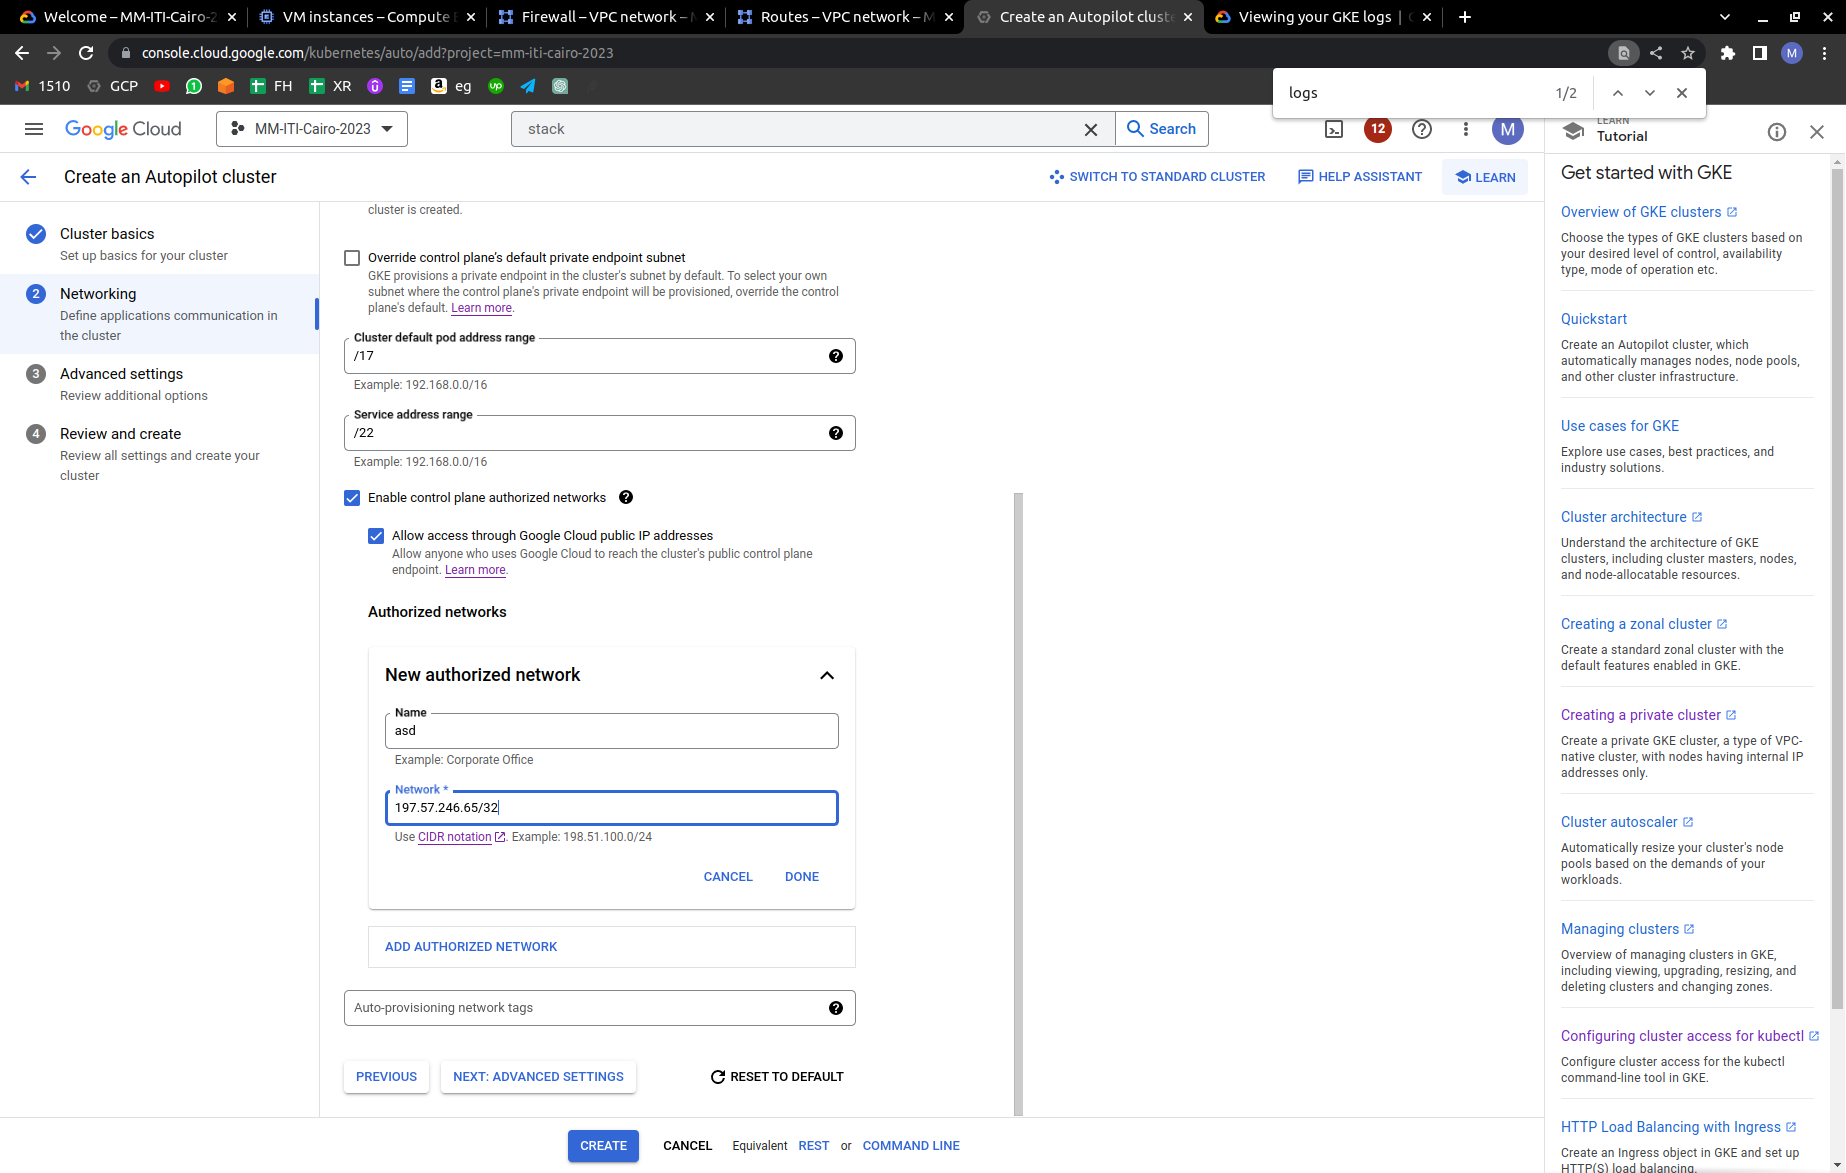 Welcome – MM-ITI-Cairo-2
VM instances – Compute E
Firewall – VPC network – M
Routes – VPC network – M
Create an Autopilot cluste
Viewing your GKE logs |
console.cloud.google.com/kubernetes/auto/add?project=mm-iti-cairo-2023
M
1510
GCP
FH
XR
eg
logs
1/2
Google Cloud
MM-ITI-Cairo-2023
stack
Search
12
M
LEARN
Tutorial
Create an Autopilot cluster
SWITCH TO STANDARD CLUSTER
HELP ASSISTANT
LEARN
Cluster basics
Set up basics for your cluster
2
Networking
Define applications communication in
the cluster
3
Advanced settings
Review additional options
4
Review and create
Review all settings and create your
cluster
cluster is created.
Override control plane's default private endpoint subnet
GKE provisions a private endpoint in the cluster's subnet by default. To select your own
subnet where the control plane's private endpoint will be provisioned, override the control
plane's default. Learn more.
Cluster default pod address range
/17
Example: 192.168.0.0/16
Service address range
/22
Example: 192.168.0.0/16
Enable control plane authorized networks
Allow access through Google Cloud public IP addresses
Allow anyone who uses Google Cloud to reach the cluster's public control plane
endpoint. Learn more.
Authorized networks
New authorized network
Name
asd
Example: Corporate Office
Network *
197.57.246.65/32
Use CIDR notation. Example: 198.51.100.0/24
CANCEL
DONE
ADD AUTHORIZED NETWORK
Auto-provisioning network tags
PREVIOUS
NEXT: ADVANCED SETTINGS
RESET TO DEFAULT
CREATE
CANCEL
Equivalent REST or COMMAND LINE
Get started with GKE
Overview of GKE clusters
Choose the types of GKE clusters based on
your desired level of control, availability
type, mode of operation etc.
Quickstart
Create an Autopilot cluster, which
automatically manages nodes, node pools,
and other cluster infrastructure.
Use cases for GKE
Explore use cases, best practices, and
industry solutions.
Cluster architecture
Understand the architecture of GKE
clusters, including cluster masters, nodes,
and node-allocatable resources.
Creating a zonal cluster
Create a standard zonal cluster with the
default features enabled in GKE.
Creating a private cluster
Create a private GKE cluster, a type of VPC-
native cluster, with nodes having internal IP
addresses only.
Cluster autoscaler
Automatically resize your cluster's node
pools based on the demands of your
workloads.
Managing clusters
Overview of managing clusters in GKE,
including viewing, upgrading, resizing, and
deleting clusters and changing zones.
Configuring cluster access for kubectl
Configure cluster access for the kubectl
command-line tool in GKE.
HTTP Load Balancing with Ingress
Create an Ingress object in GKE and set up
HTTP(S) load balancing.